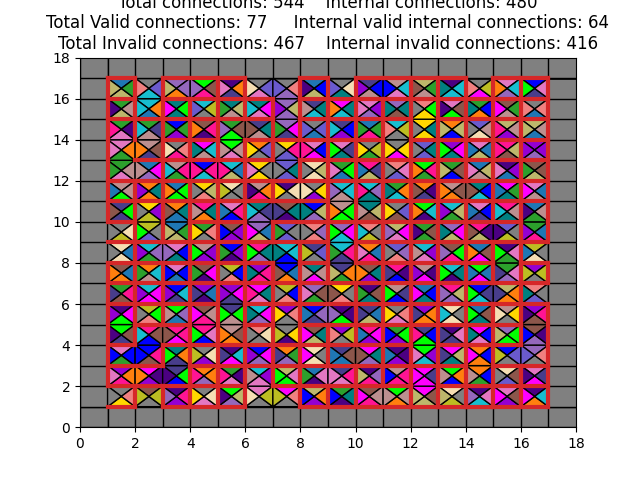 Total connections: 544    Internal connections: 480
Total Valid connections: 77    Internal valid internal connections: 64
Total Invalid connections: 467    Internal invalid connections: 416
18
16
14
12
10
8
6
4
2
0
0 2 4 6 8 10 12 14 16 18